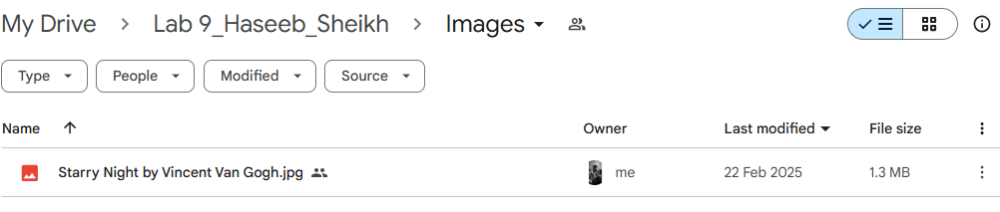 My Drive > Lab 9_Haseeb_Sheikh > Images
Type People Modified Source
Name Owner Last modified File size
Starry Night by Vincent Van Gogh.jpg me 22 Feb 2025 1.3 MB